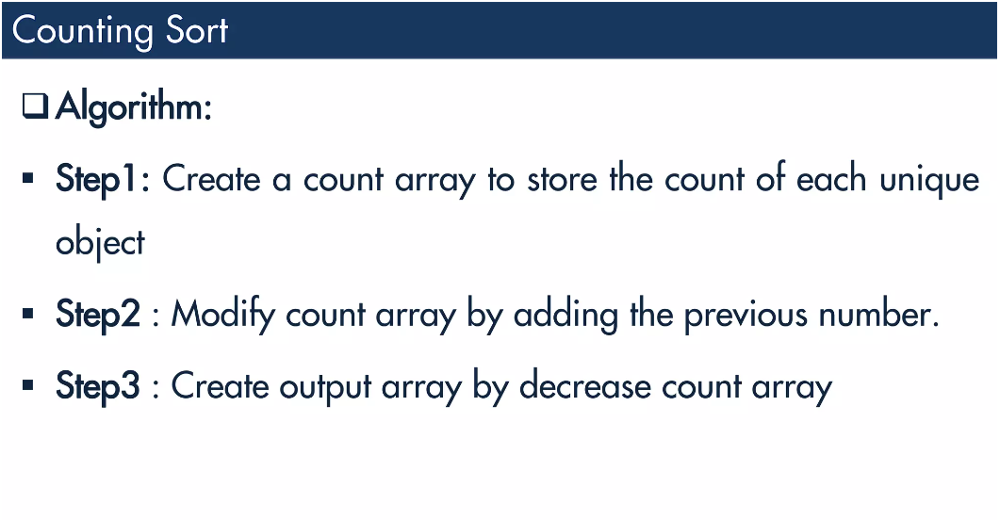 Counting Sort
Algorithm:
Step1: Create a count array to store the count of each unique
object
Step2 : Modify count array by adding the previous number.
Step3 : Create output array by decrease count array